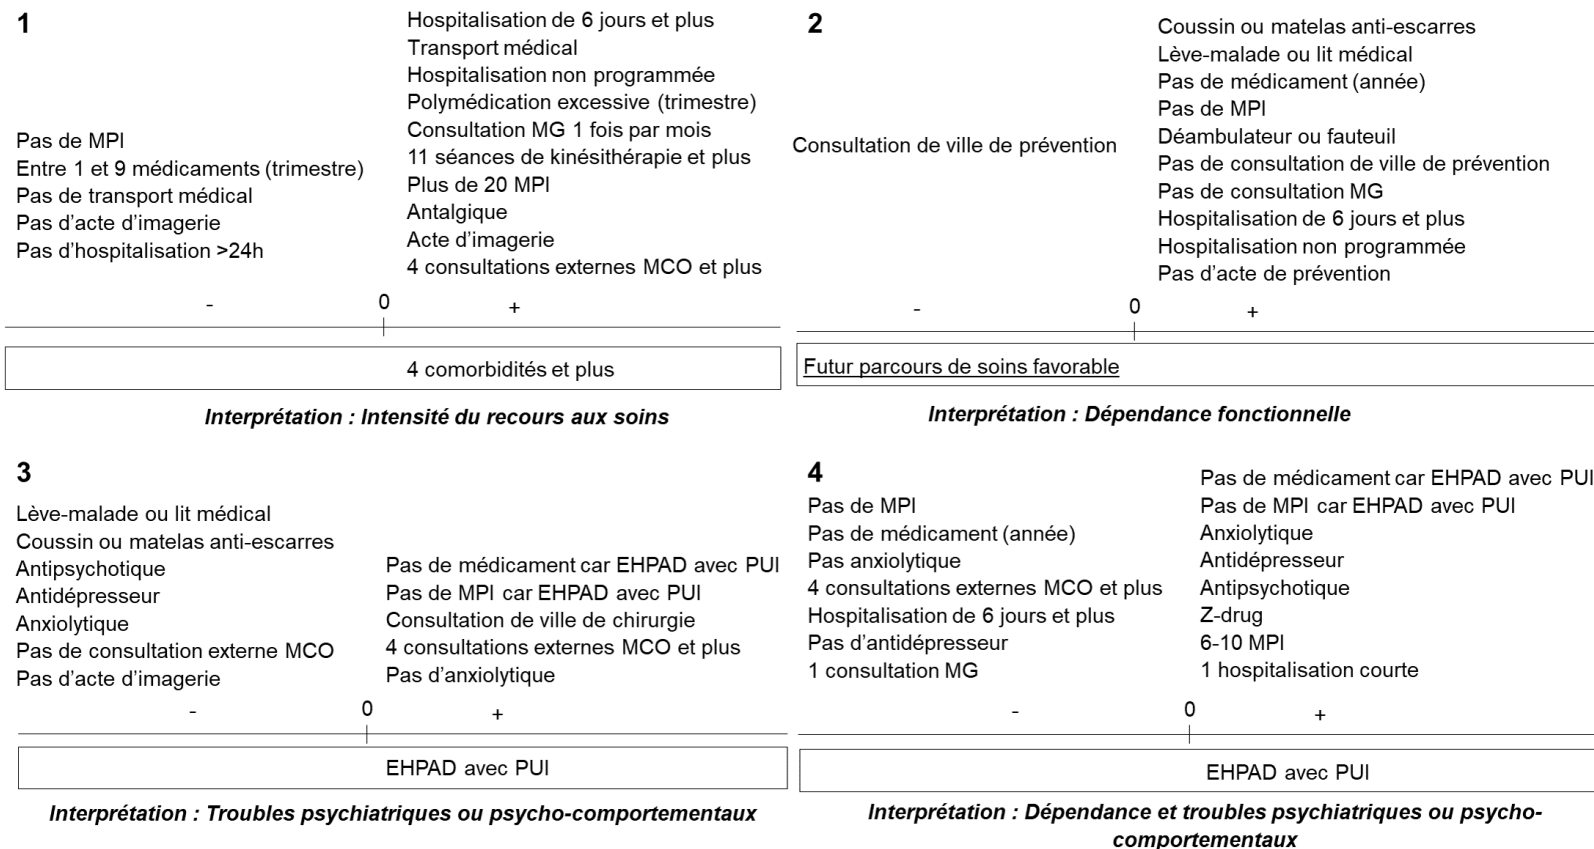 1
Hospitalisation de 6 jours et plus
Transport médical
Hospitalisation non programmée
Polymédication excessive (trimestre)
Consultation MG 1 fois par mois
11 séances de kinésithérapie et plus
Plus de 20 MPI
Antalgique
Acte d'imagerie
4 consultations externes MCO et plus
Pas de MPI
Entre 1 et 9 médicaments (trimestre)
Pas de transport médical
Pas d'acte d'imagerie
Pas d'hospitalisation >24h
- 0 +
4 comorbidités et plus
Interprétation : Intensité du recours aux soins
2
Coussin ou matelas anti-escarres
Lève-malade ou lit médical
Pas de médicament (année)
Pas de MPI
Déambulateur ou fauteuil
Pas de consultation de ville de prévention
Pas de consultation MG
Hospitalisation de 6 jours et plus
Hospitalisation non programmée
Pas d'acte de prévention
Consultation de ville de prévention
- 0 +
Futur parcours de soins favorable
Interprétation : Dépendance fonctionnelle
3
Lève-malade ou lit médical
Coussin ou matelas anti-escarres
Antipsychotique
Antidépresseur
Anxiolytique
Pas de consultation externe MCO
Pas d'acte d'imagerie
Pas de médicament car EHPAD avec PUI
Pas de MPI car EHPAD avec PUI
Consultation de ville de chirurgie
4 consultations externes MCO et plus
Pas d'anxiolytique
- 0 +
EHPAD avec PUI
Interprétation : Troubles psychiatriques ou psycho-comportementaux
4
Pas de MPI
Pas de médicament (année)
Pas anxiolytique
4 consultations externes MCO et plus
Hospitalisation de 6 jours et plus
Pas d'antidépresseur
1 consultation MG
Pas de médicament car EHPAD avec PUI
Pas de MPI car EHPAD avec PUI
Anxiolytique
Antidépresseur
Antipsychotique
Z-drug
6-10 MPI
1 hospitalisation courte
- 0 +
EHPAD avec PUI
Interprétation : Dépendance et troubles psychiatriques ou psycho-
comportementaux